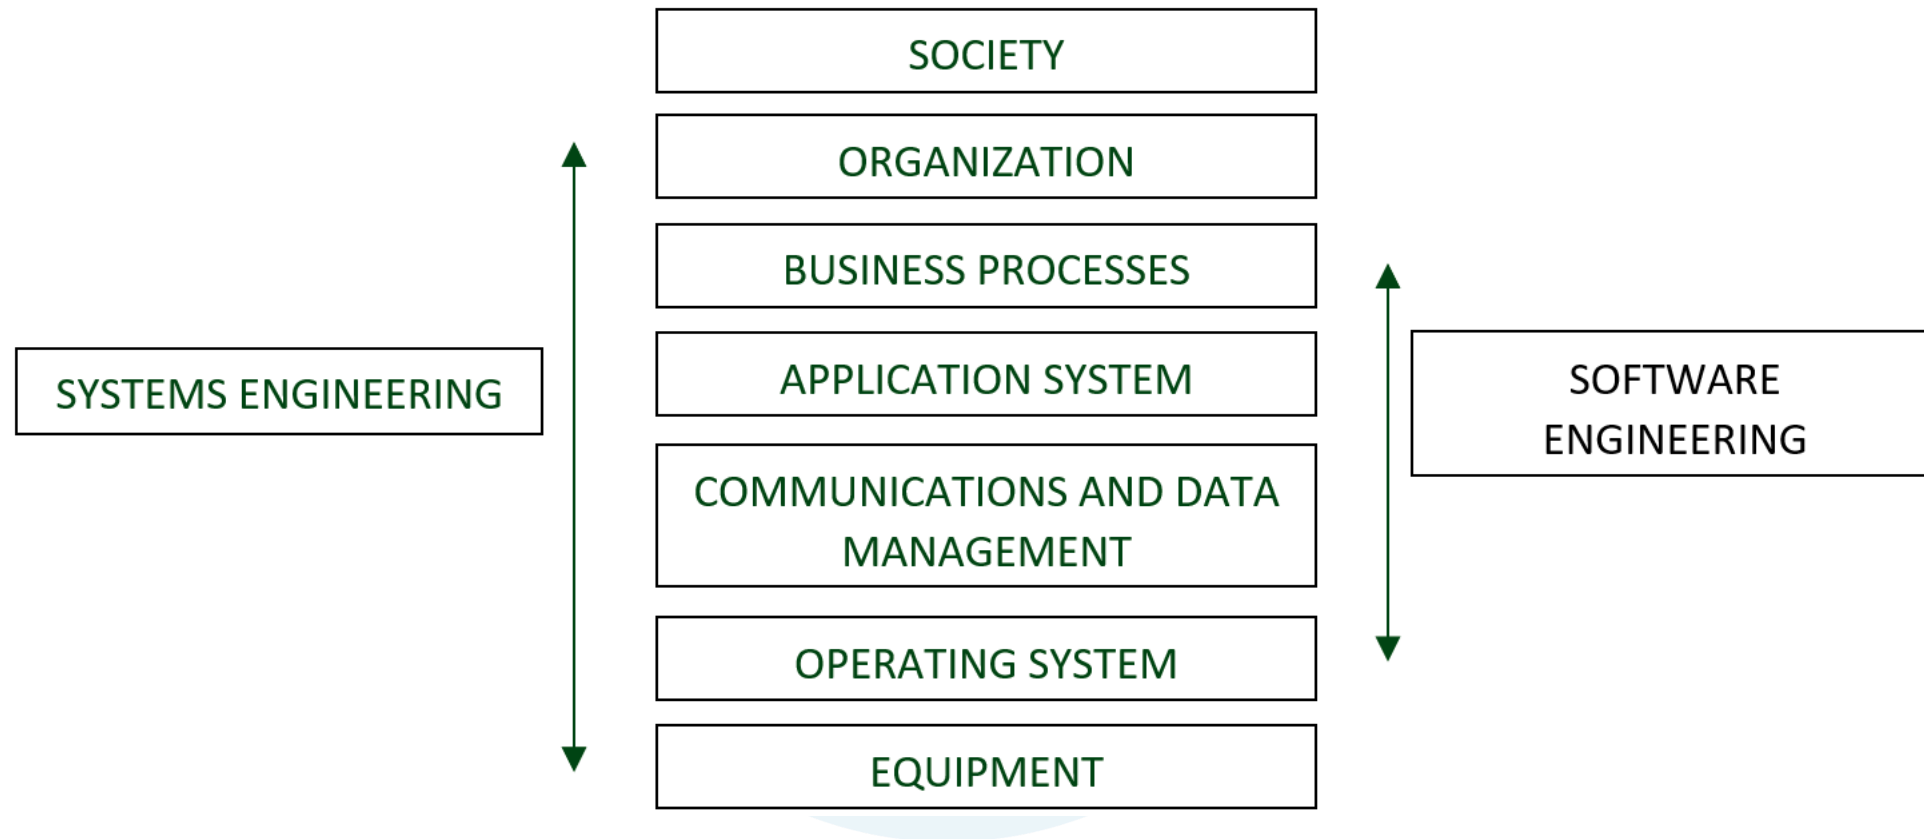 SOCIETY
ORGANIZATION
BUSINESS PROCESSES
SYSTEMS ENGINEERING
APPLICATION SYSTEM
SOFTWARE
ENGINEERING
COMMUNICATIONS AND DATA
MANAGEMENT
OPERATING SYSTEM
EQUIPMENT